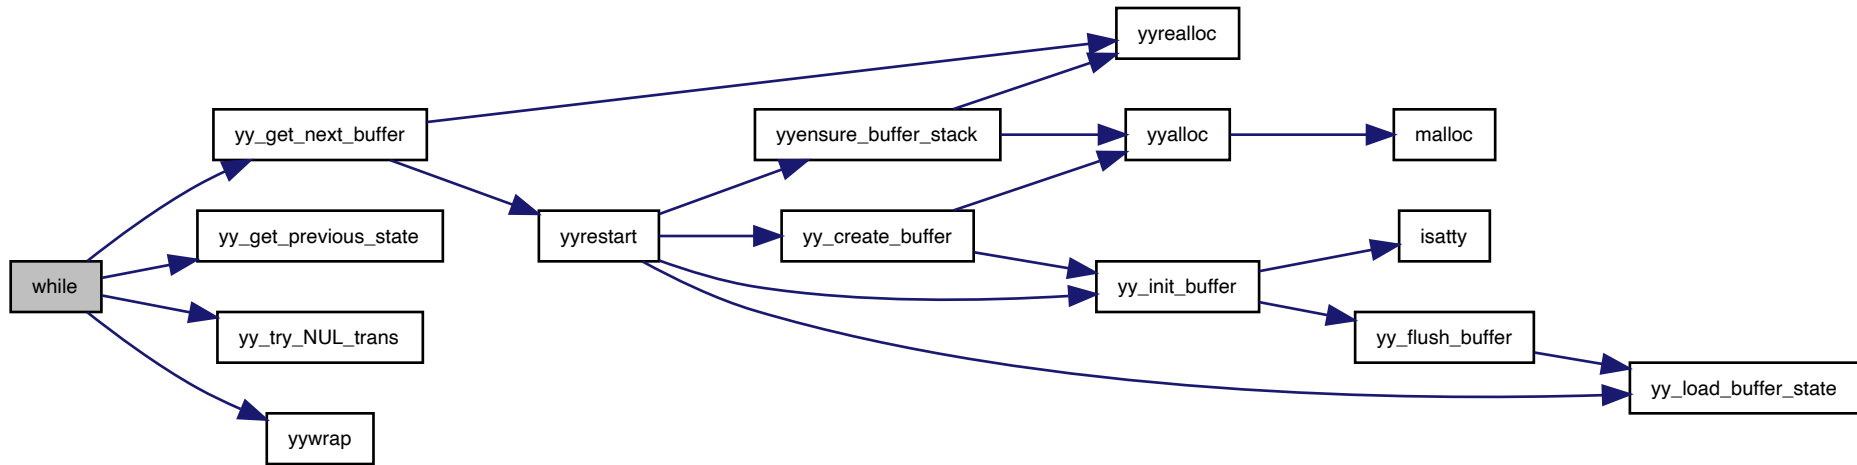 yyrealloc
yy_get_next_buffer
yyensure_buffer_stack
yyalloc
malloc
yy_get_previous_state
yyrestart
yy_create_buffer
isatty
while
yy_init_buffer
yy_try_NUL_trans
yy_flush_buffer
yy_load_buffer_state
yywrap